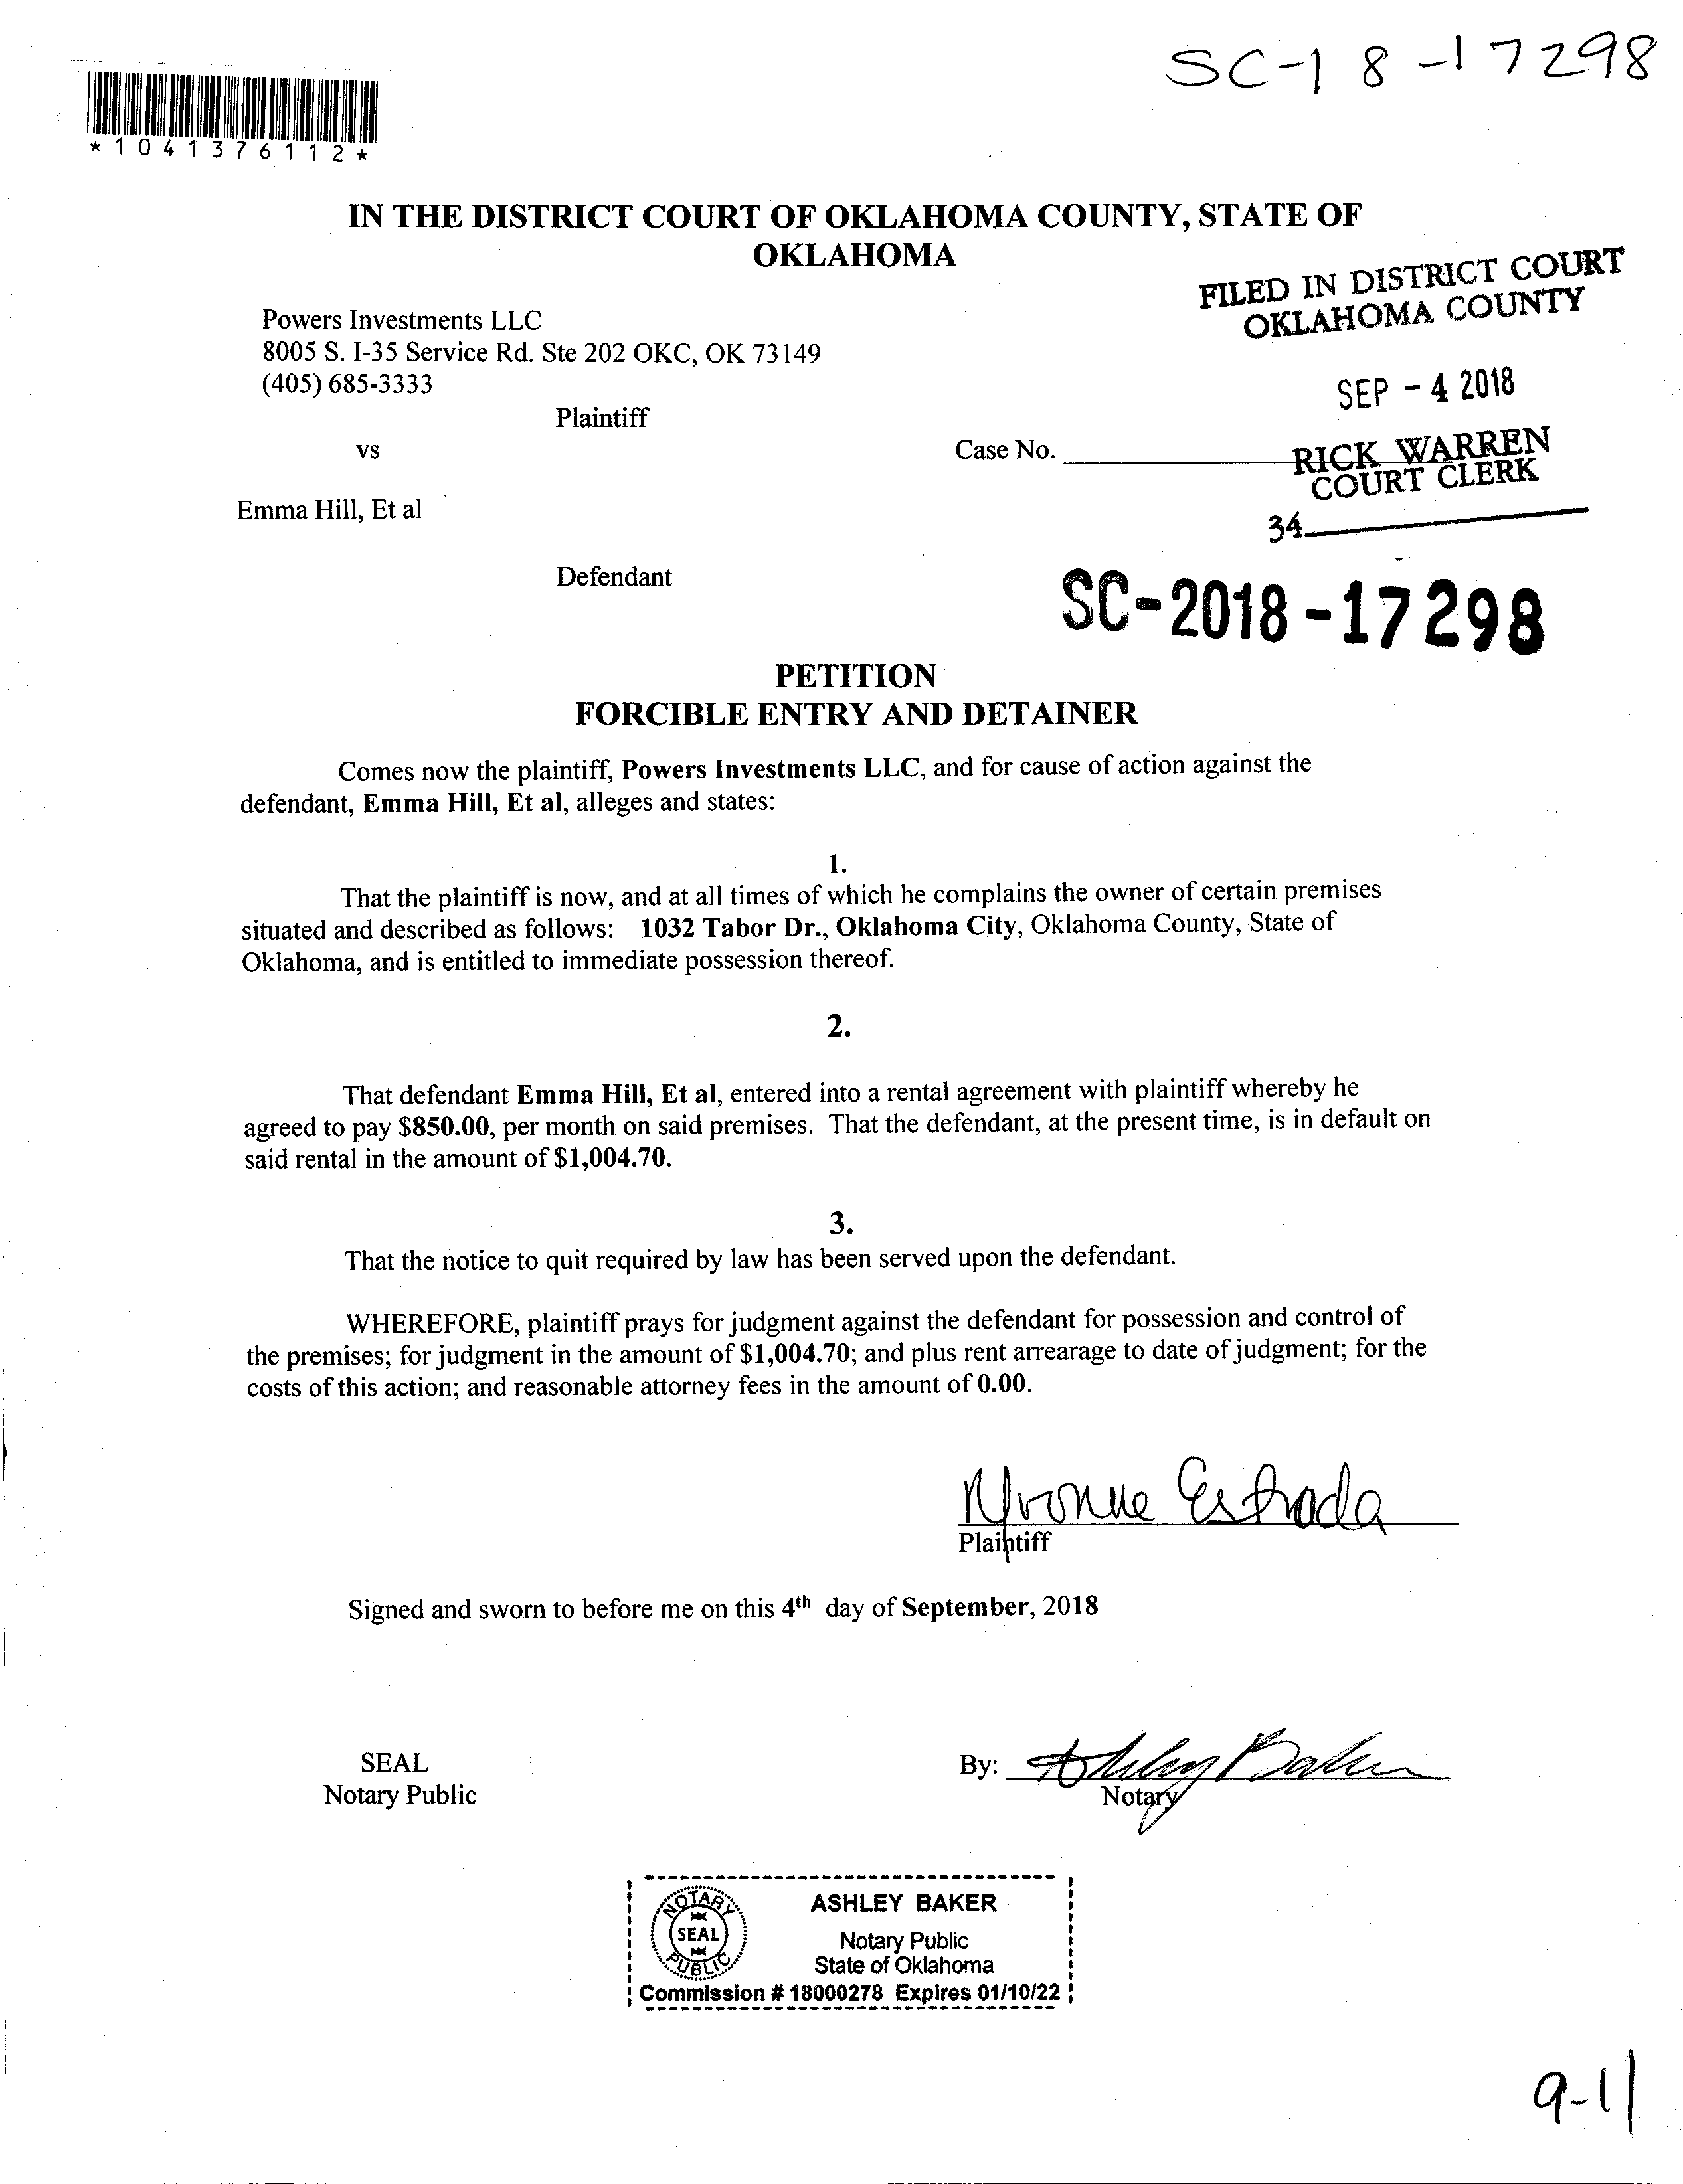 SC-18-17298
*1041376112*
IN THE DISTRICT COURT OF OKLAHOMA COUNTY, STATE OF
OKLAHOMA
FILED IN DISTRICT COURT
OKLAHOMA COUNTY
Powers Investments LLC
8005 S. I-35 Service Rd. Ste 202 OKC, OK 73149
(405) 685-3333
SEP - 4 2018
Plaintiff
vs
Case No.
RICK WARREN
COURT CLERK
Emma Hill, Et al
34
Defendant
SC-2018-17298
PETITION
FORCIBLE ENTRY AND DETAINER
Comes now the plaintiff, Powers Investments LLC, and for cause of action against the
defendant, Emma Hill, Et al, alleges and states:
1.
That the plaintiff is now, and at all times of which he complains the owner of certain premises
situated and described as follows: 1032 Tabor Dr., Oklahoma City, Oklahoma County, State of
Oklahoma, and is entitled to immediate possession thereof.
2.
That defendant Emma Hill, Et al, entered into a rental agreement with plaintiff whereby he
agreed to pay $850.00, per month on said premises. That the defendant, at the present time, is in default on
said rental in the amount of $1,004.70.
3.
That the notice to quit required by law has been served upon the defendant.
WHEREFORE, plaintiff prays for judgment against the defendant for possession and control of
the premises; for judgment in the amount of $1,004.70; and plus rent arrearage to date of judgment; for the
costs of this action; and reasonable attorney fees in the amount of 0.00.
Yvonne Estrada
Plaintiff
Signed and sworn to before me on this 4th day of September, 2018
SEAL
Notary Public
By: Ashley Baker
Notary
NOTARY
SEAL
PUBLIC
ASHLEY BAKER
Notary Public
State of Oklahoma
Commission # 18000278 Expires 01/10/22
9-11